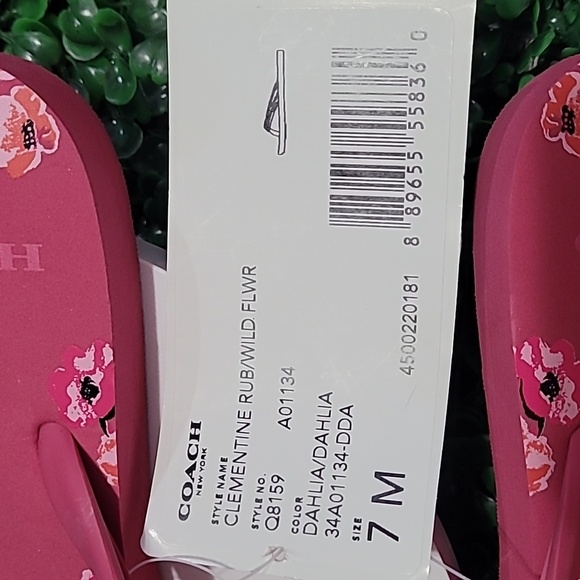 COACH
NEW YORK
STYLE NAME
CLEMENTINE RUB/WILD FLWR
STYLE NO.
Q8159 A01134
COLOR
DAHLIA/DAHLIA
34A01134-DDA
SIZE
7 M
4500220181
8 89655 55836 0
H